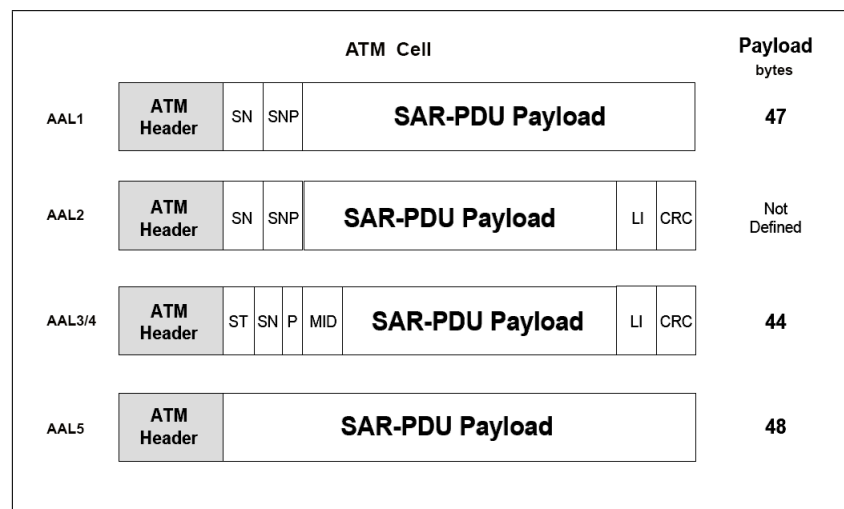 ATM Cell
Payload
bytes
AAL1
ATM
Header
SN
SNP
SAR-PDU Payload
47
AAL2
ATM
Header
SN
SNP
SAR-PDU Payload
LI
CRC
Not
Defined
AAL3/4
ATM
Header
ST
SN
P
MID
SAR-PDU Payload
LI
CRC
44
AAL5
ATM
Header
SAR-PDU Payload
48